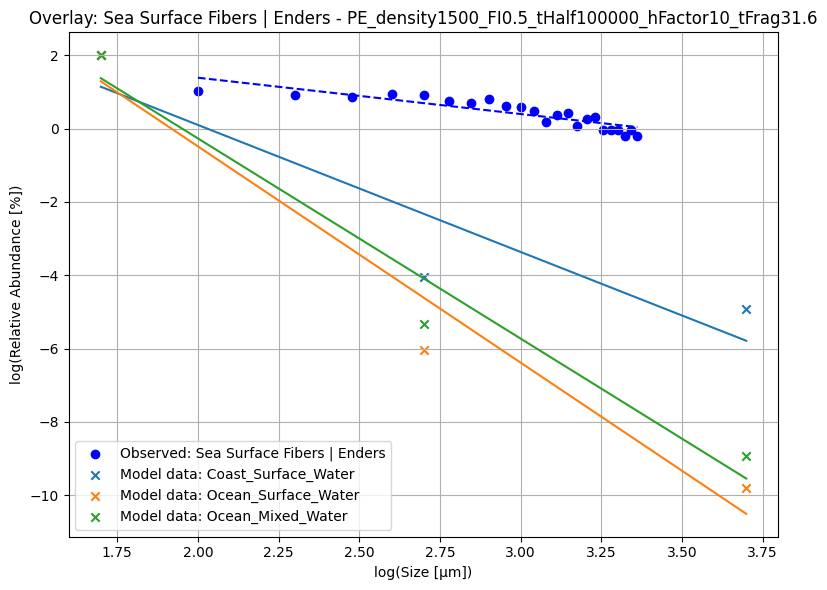 Overlay: Sea Surface Fibers | Enders - PE_density1500_FI0.5_tHalf100000_hFactor10_tFrag31.6
log(Relative Abundance [%])
2
0
−2
−4
−6
−8
−10
Observed: Sea Surface Fibers | Enders
Model data: Coast_Surface_Water
Model data: Ocean_Surface_Water
Model data: Ocean_Mixed_Water
1.75
2.00
2.25
2.50
2.75
3.00
3.25
3.50
3.75
log(Size [μm])